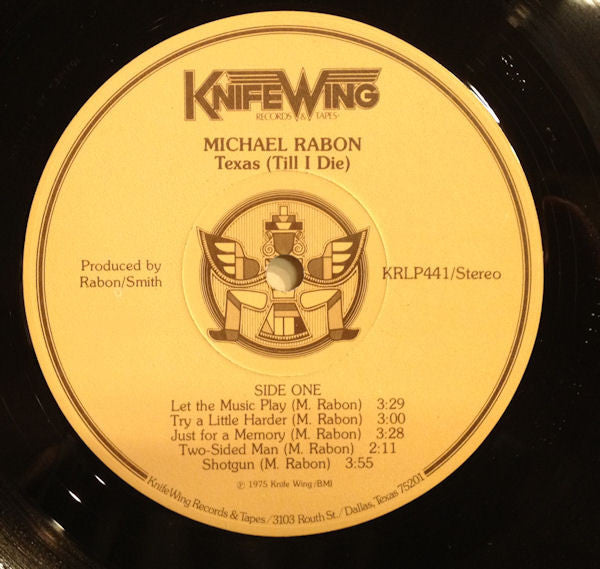 KNIFEWING
RECORDS & TAPES
MICHAEL RABON
Texas (Till I Die)
Produced by
Rabon/Smith
KRLP441/Stereo
SIDE ONE
Let the Music Play (M. Rabon) 3:29
Try a Little Harder (M. Rabon) 3:00
Just for a Memory (M. Rabon) 3:28
Two-Sided Man (M. Rabon) 2:11
Shotgun (M. Rabon) 3:55
℗ 1975 Knife Wing/BMI
KnifeWing Records & Tapes/3103 Routh St./Dallas, Texas 75201